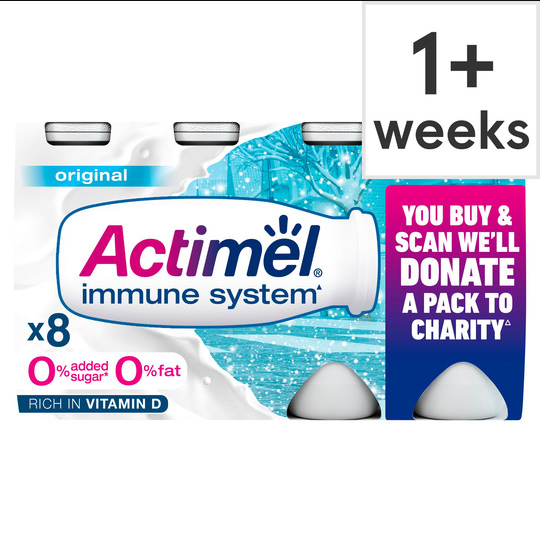 1+
weeks
original
Actimel®
immune system▲
x8
0% added sugar* 0% fat
RICH IN VITAMIN D
YOU BUY &
SCAN WE'LL
DONATE
A PACK TO
CHARITY△